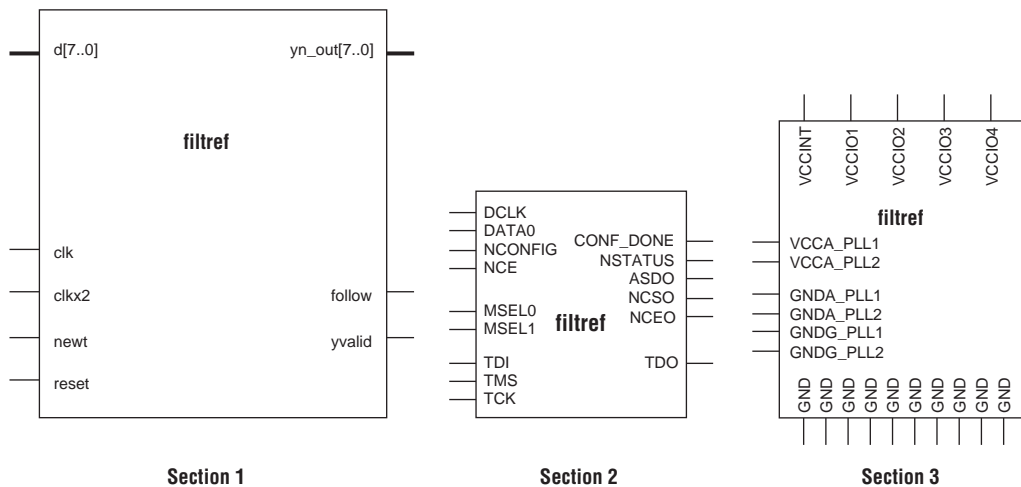 d[7..0] yn_out[7..0]
filtref
clk
clkx2 follow
newt yvalid
reset
Section 1
DCLK
DATA0
NCONFIG CONF_DONE
NCE NSTATUS
ASDO
NCSO
MSEL0 NCEO
MSEL1 filtref
TDI TDO
TMS
TCK
Section 2
VCCINT VCCIO1 VCCIO2 VCCIO3 VCCIO4
filtref
VCCA_PLL1
VCCA_PLL2
GNDA_PLL1
GNDA_PLL2
GNDG_PLL1
GNDG_PLL2
GND GND GND GND GND GND GND GND GND GND
Section 3